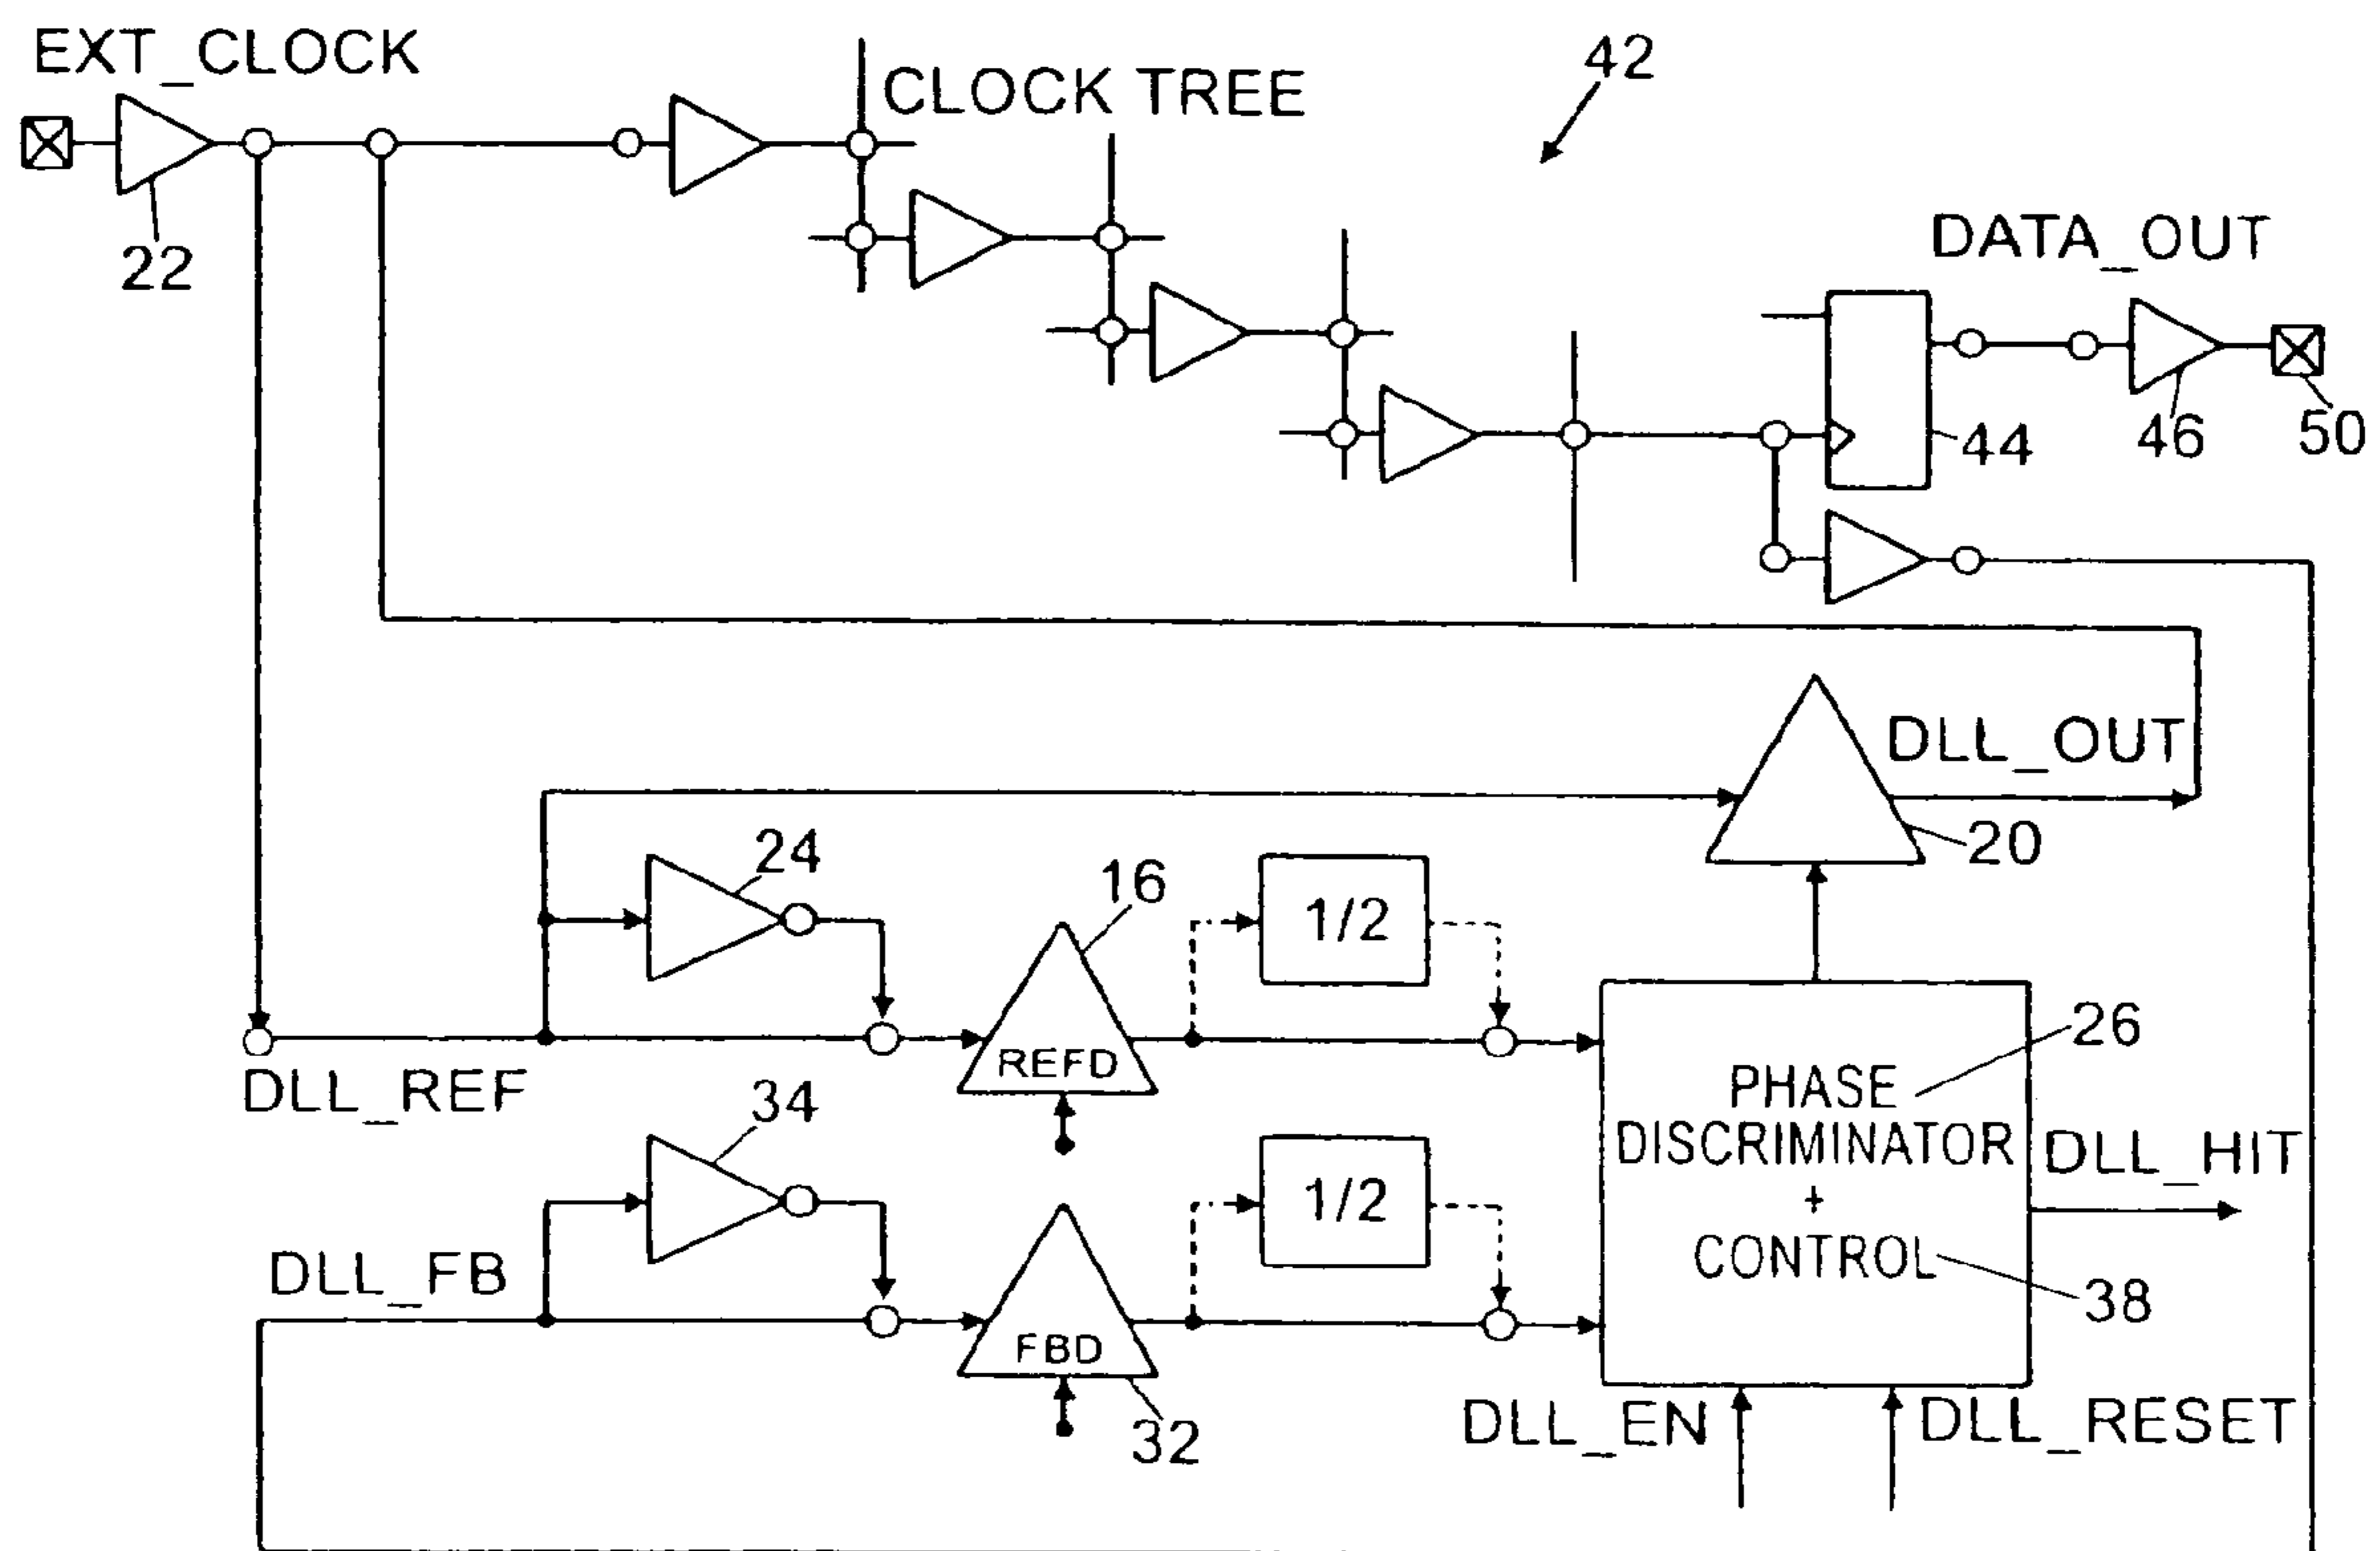 EXT_CLOCK
CLOCK TREE
42
22
DATA_OUT
44
46
50
DLL_OUT
20
24
16
1/2
REFD
DLL_REF
26
PHASE
DISCRIMINATOR
+
CONTROL
38
DLL_HIT
34
1/2
DLL_FB
FBD
32
DLL_EN
DLL_RESET